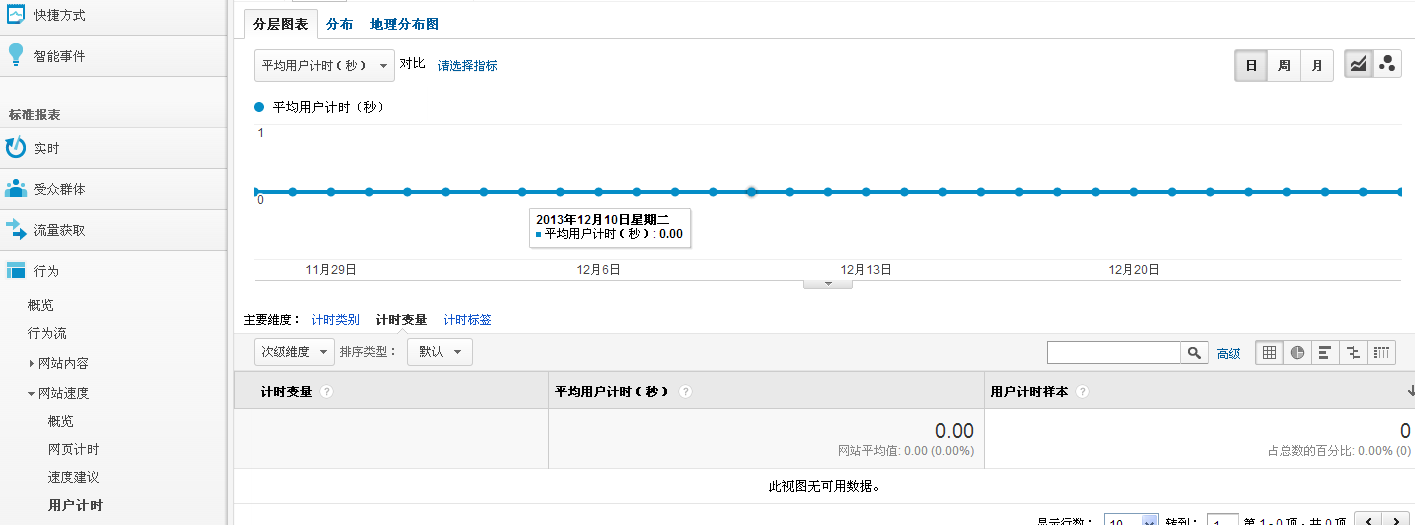 快捷方式
智能事件
标准报表
实时
受众群体
流量获取
行为
概览
行为流
网站内容
网站速度
概览
网页计时
速度建议
用户计时
分层图表 分布 地理分布图
平均用户计时（秒） 对比 请选择指标 日 周 月
平均用户计时（秒）
1
0
2013年12月10日星期二
平均用户计时（秒）: 0.00
11月29日 12月6日 12月13日 12月20日
主要维度： 计时类别 计时变量 计时标签
次级维度 排序类型： 默认 高级
计时变量 ? 平均用户计时（秒） ? 用户计时样本 ?
0.00 0
网站平均值: 0.00 (0.00%) 占总数的百分比: 0.00% (0)
此视图无可用数据。
显示行数： 10 转到： 1 第 1 - 0 项，共 0 项